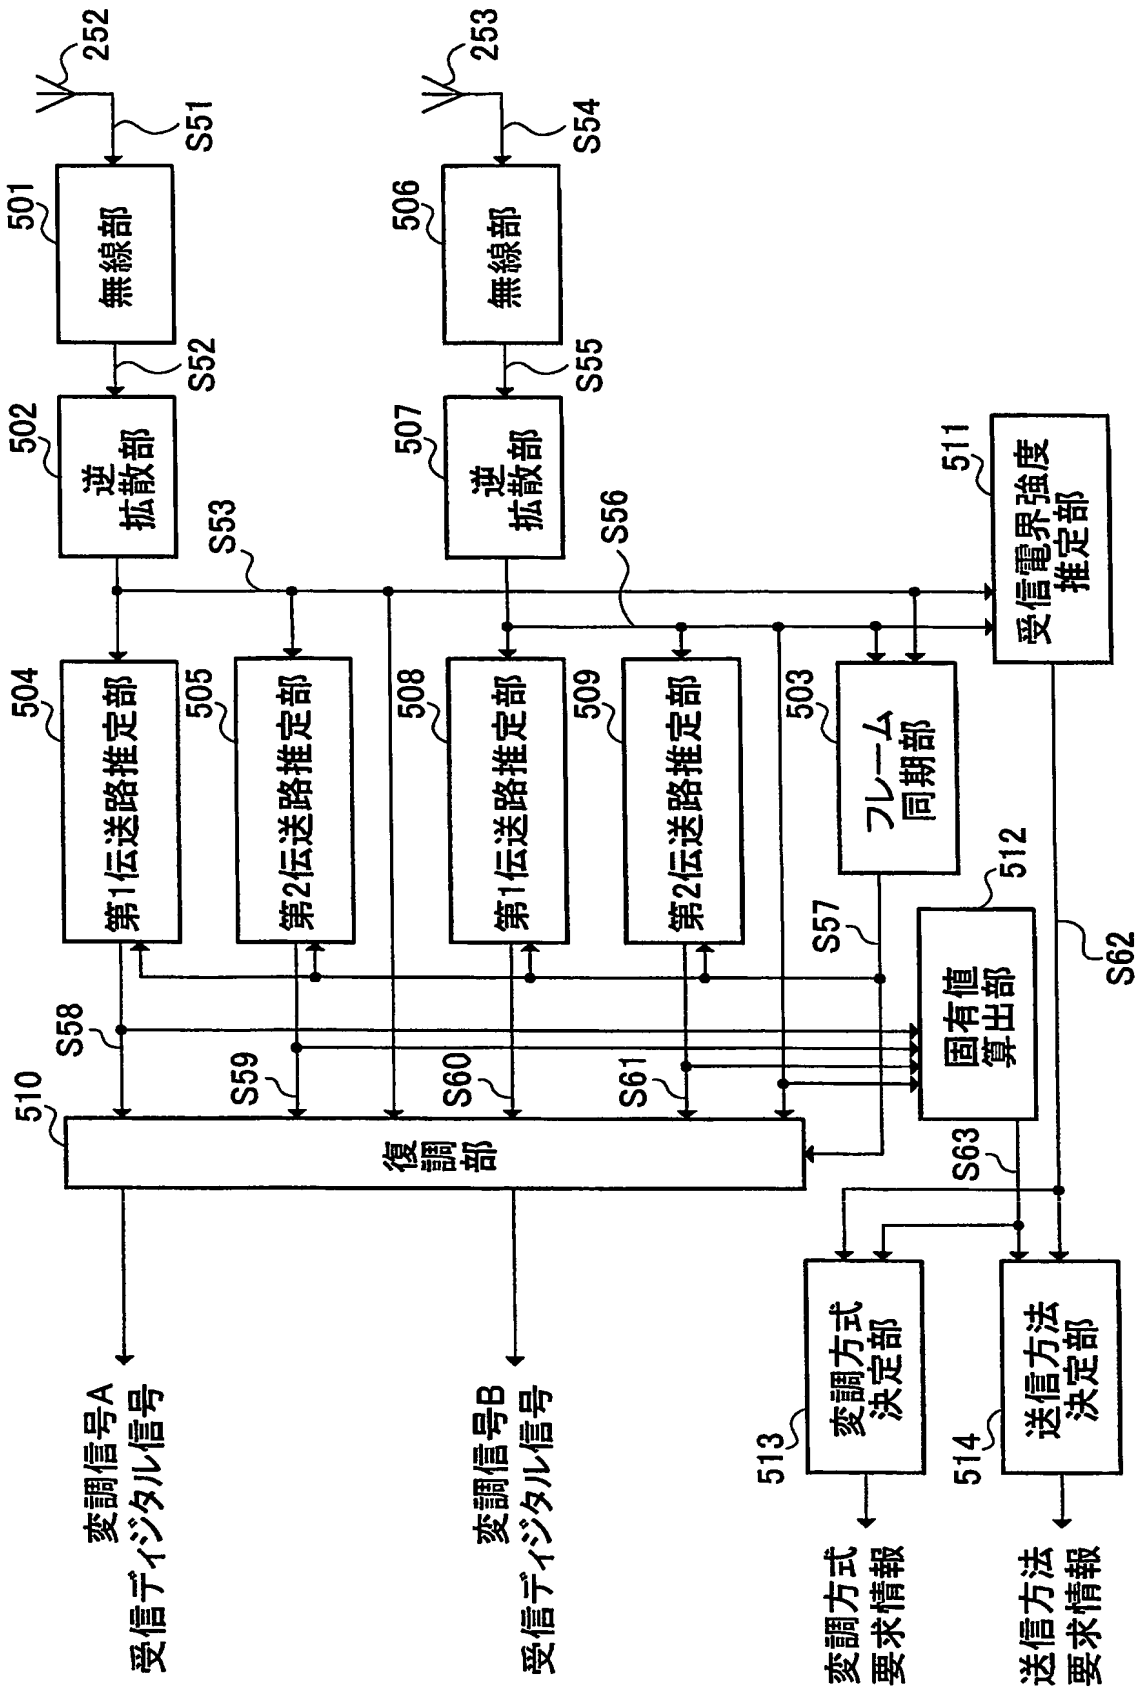 252
S51
501
無線部
S52
502
逆
拡散部
S53
504
第1伝送路推定部
505
第2伝送路推定部
S58
S59
253
S54
506
無線部
S55
507
逆
拡散部
S56
508
第1伝送路推定部
509
第2伝送路推定部
S60
S61
503
フレーム
同期部
S57
511
受信電界強度
推定部
S62
512
固有値
算出部
S63
510
復調部
変調信号A
受信ディジタル信号
変調信号B
受信ディジタル信号
513
変調方式
決定部
変調方式
要求情報
514
送信方法
決定部
送信方法
要求情報